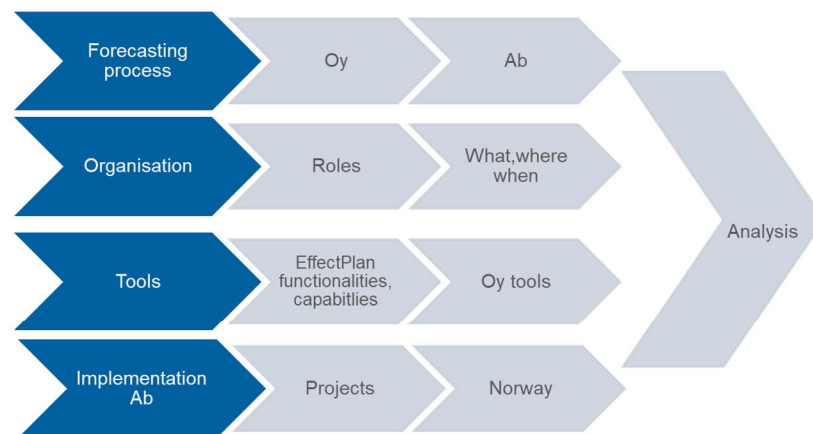 Forecasting
process
Oy
Ab
Organisation
Roles
What,where
when
Analysis
Tools
EffectPlan
functionalities,
capabitlies
Oy tools
Implementation
Ab
Projects
Norway